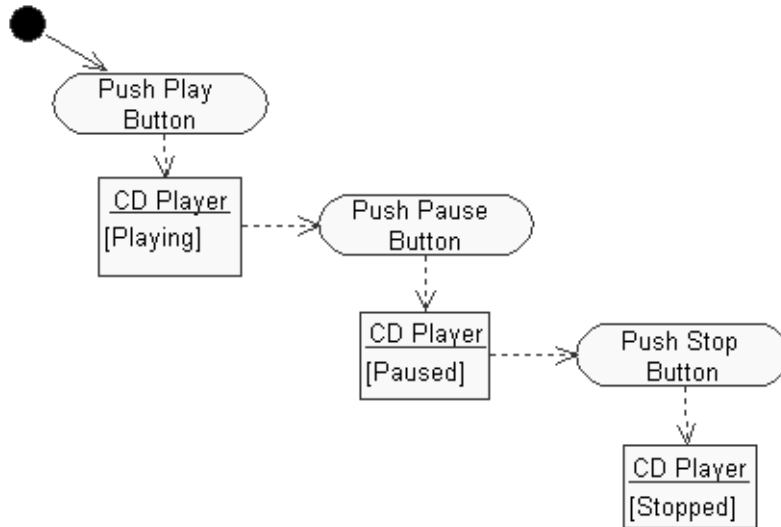 Push Play
Button
CD Player
[Playing]
Push Pause
Button
CD Player
[Paused]
Push Stop
Button
CD Player
[Stopped]